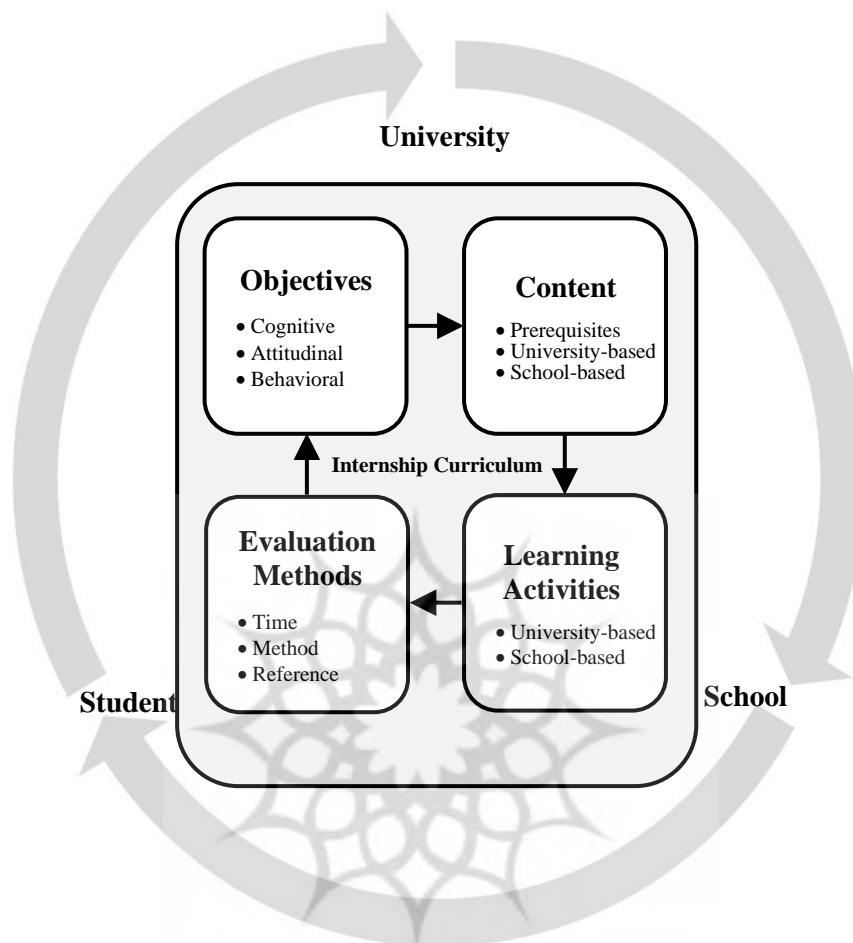 University
Objectives
• Cognitive
• Attitudinal
• Behavioral
Content
• Prerequisites
• University-based
• School-based
Internship Curriculum
Evaluation
Methods
• Time
• Method
• Reference
Learning
Activities
• University-based
• School-based
Student
School